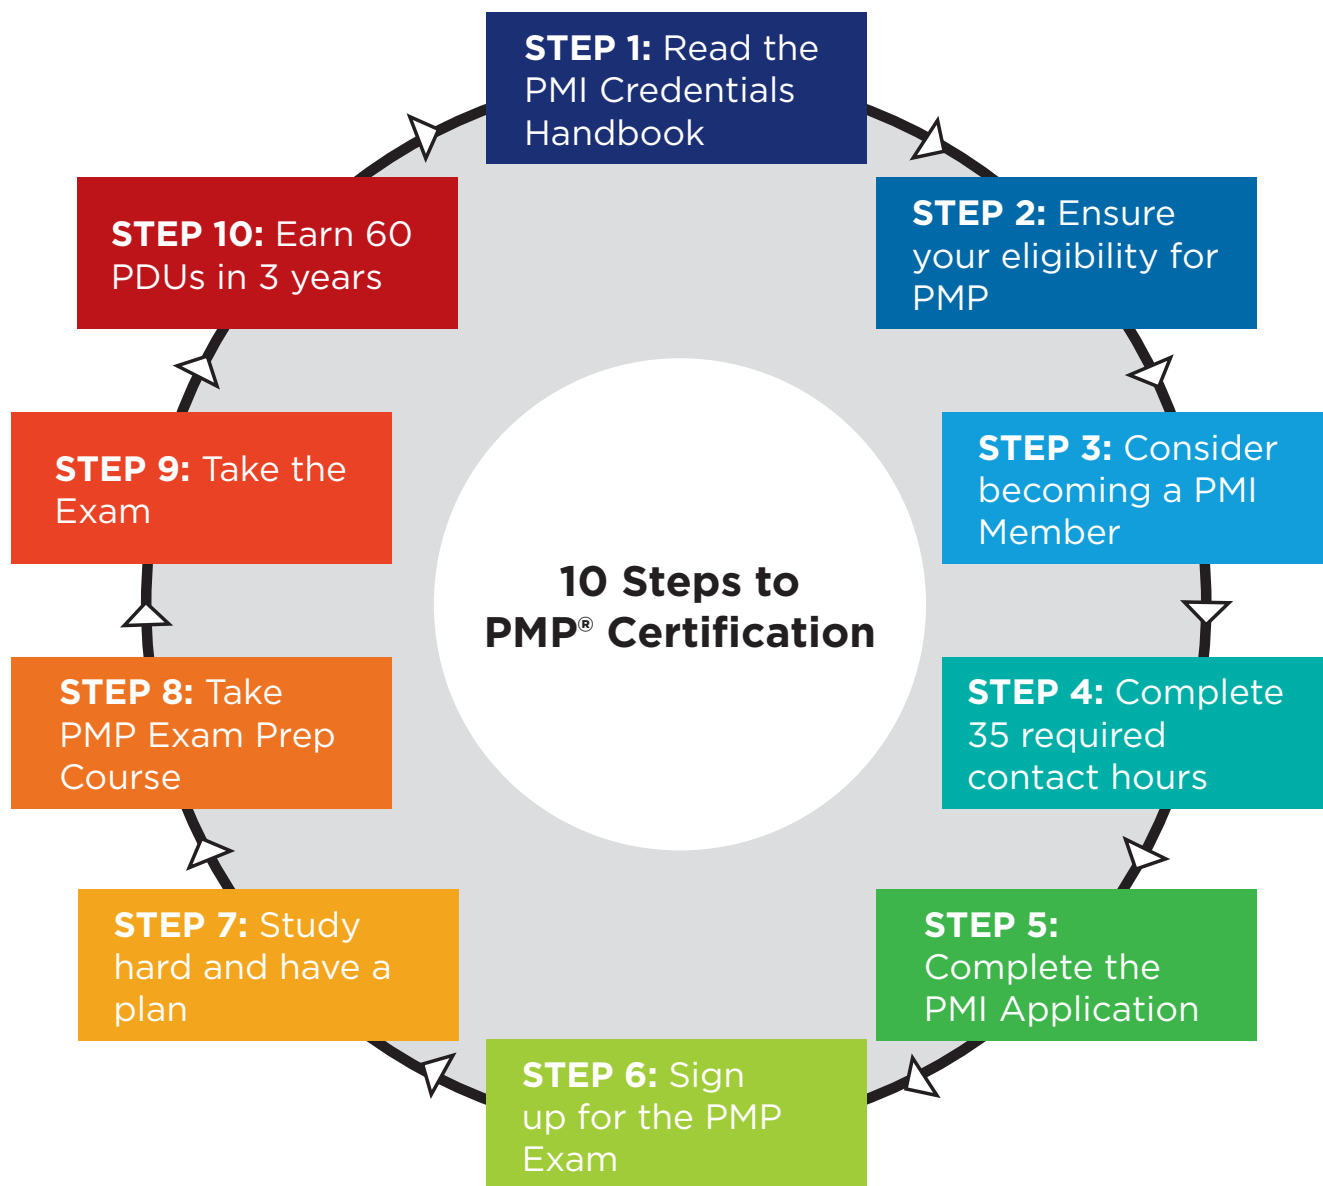 STEP 1: Read the
PMI Credentials
Handbook
STEP 2: Ensure
your eligibility for
PMP
STEP 3: Consider
becoming a PMI
Member
STEP 4: Complete
35 required
contact hours
STEP 5:
Complete the
PMI Application
STEP 6: Sign
up for the PMP
Exam
STEP 7: Study
hard and have a
plan
STEP 8: Take
PMP Exam Prep
Course
STEP 9: Take the
Exam
STEP 10: Earn 60
PDUs in 3 years
10 Steps to
PMP® Certification